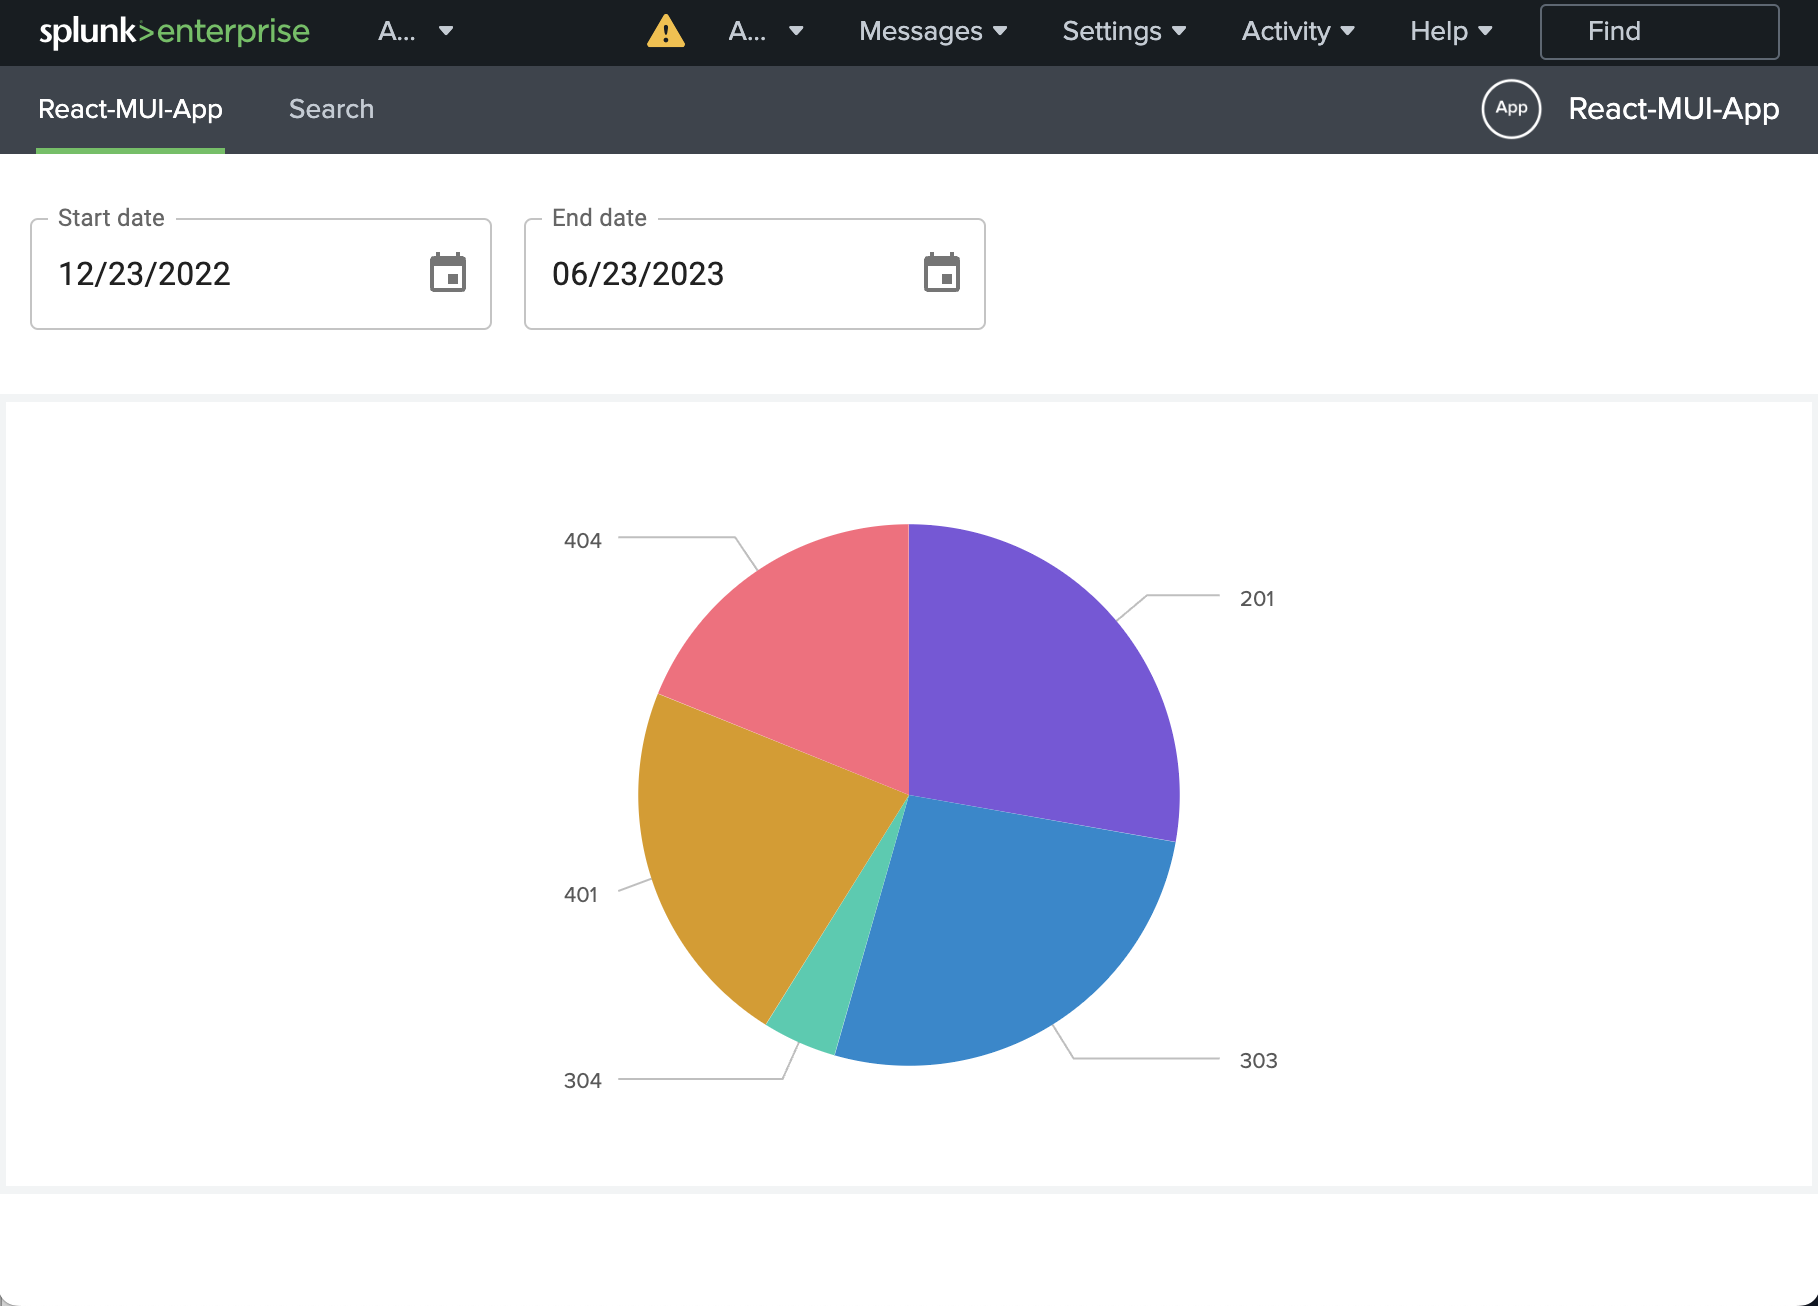 splunk>enterprise A... A... Messages Settings Activity Help Find
React-MUI-App Search App React-MUI-App
Start date End date
12/23/2022 06/23/2023
404
201
401
304
303